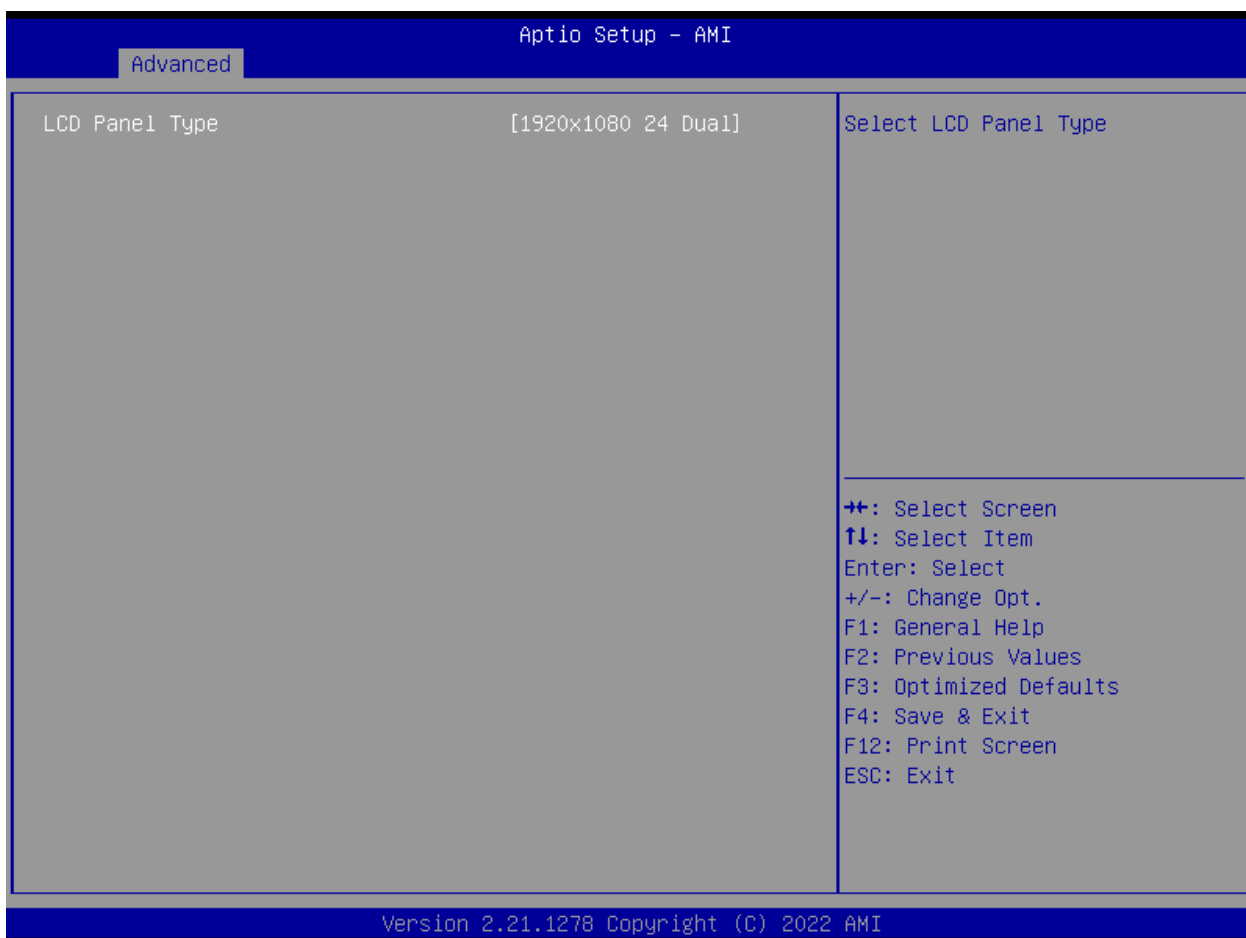 Aptio Setup - AMI
Advanced
LCD Panel Type [1920x1080 24 Dual]
Select LCD Panel Type
→←: Select Screen
↑↓: Select Item
Enter: Select
+/-: Change Opt.
F1: General Help
F2: Previous Values
F3: Optimized Defaults
F4: Save & Exit
F12: Print Screen
ESC: Exit
Version 2.21.1278 Copyright (C) 2022 AMI